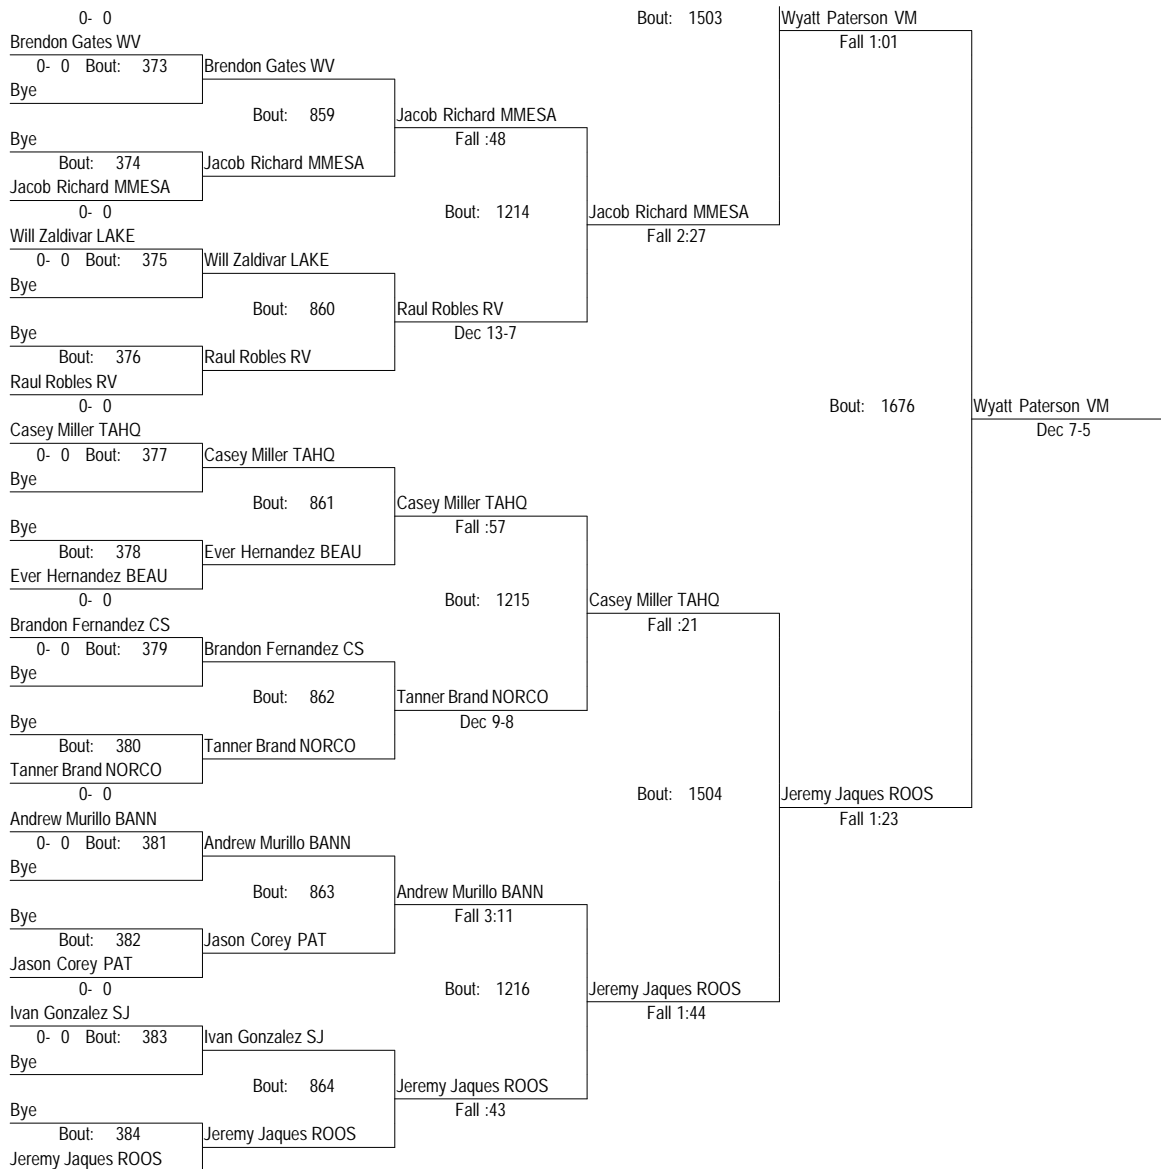 0- 0
Bout: 1503
Wyatt Paterson VM
Fall 1:01
Brendon Gates WV
0- 0 Bout: 373
Brendon Gates WV
Bye
Bout: 859
Jacob Richard MMESA
Fall :48
Bye
Bout: 374
Jacob Richard MMESA
Jacob Richard MMESA
0- 0
Bout: 1214
Jacob Richard MMESA
Fall 2:27
Will Zaldivar LAKE
0- 0 Bout: 375
Will Zaldivar LAKE
Bye
Bout: 860
Raul Robles RV
Dec 13-7
Bye
Bout: 376
Raul Robles RV
Raul Robles RV
0- 0
Bout: 1676
Wyatt Paterson VM
Dec 7-5
Casey Miller TAHQ
0- 0 Bout: 377
Casey Miller TAHQ
Bye
Bout: 861
Casey Miller TAHQ
Fall :57
Bye
Bout: 378
Ever Hernandez BEAU
Ever Hernandez BEAU
0- 0
Bout: 1215
Casey Miller TAHQ
Fall :21
Brandon Fernandez CS
0- 0 Bout: 379
Brandon Fernandez CS
Bye
Bout: 862
Tanner Brand NORCO
Dec 9-8
Bye
Bout: 380
Tanner Brand NORCO
Tanner Brand NORCO
0- 0
Bout: 1504
Jeremy Jaques ROOS
Fall 1:23
Andrew Murillo BANN
0- 0 Bout: 381
Andrew Murillo BANN
Bye
Bout: 863
Andrew Murillo BANN
Fall 3:11
Bye
Bout: 382
Jason Corey PAT
Jason Corey PAT
0- 0
Bout: 1216
Jeremy Jaques ROOS
Fall 1:44
Ivan Gonzalez SJ
0- 0 Bout: 383
Ivan Gonzalez SJ
Bye
Bout: 864
Jeremy Jaques ROOS
Fall :43
Bye
Bout: 384
Jeremy Jaques ROOS
Jeremy Jaques ROOS